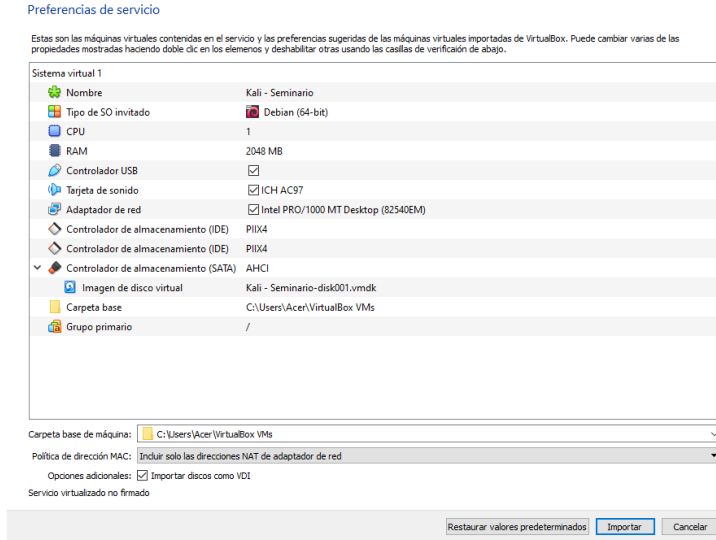 Preferencias de servicio
Estas son las máquinas virtuales contenidas en el servicio y las preferencias sugeridas de las máquinas virtuales importadas de VirtualBox. Puede cambiar varias de las
propiedades mostradas haciendo doble clic en los elemenos y deshabilitar otras usando las casillas de verificaión de abajo.
Sistema virtual 1
Nombre Kali - Seminario
Tipo de SO invitado Debian (64-bit)
CPU 1
RAM 2048 MB
Controlador USB
Tarjeta de sonido ICH AC97
Adaptador de red Intel PRO/1000 MT Desktop (82540EM)
Controlador de almacenamiento (IDE) PIIX4
Controlador de almacenamiento (IDE) PIIX4
Controlador de almacenamiento (SATA) AHCI
Imagen de disco virtual Kali - Seminario-disk001.vmdk
Carpeta base C:\Users\Acer\VirtualBox VMs
Grupo primario /
Carpeta base de máquina: C:\Users\Acer\VirtualBox VMs
Política de dirección MAC: Incluir solo las direcciones NAT de adaptador de red
Opciones adicionales: Importar discos como VDI
Servicio virtualizado no firmado
Restaurar valores predeterminados Importar Cancelar